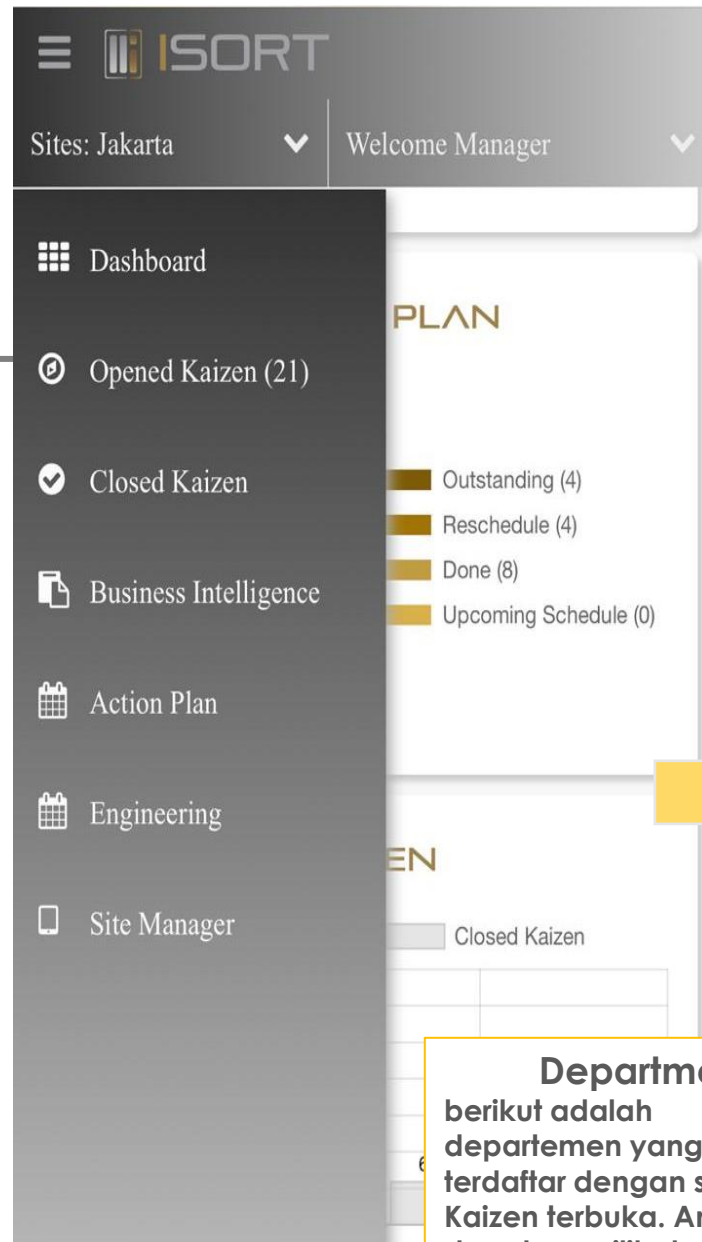 ISORT
Sites: Jakarta
Welcome Manager
Dashboard
Opened Kaizen (21)
Closed Kaizen
Business Intelligence
Action Plan
Engineering
Site Manager
PLAN
Outstanding (4)
Reschedule (4)
Done (8)
Upcoming Schedule (0)
EN
Closed Kaizen
berikut adalah
departemen yang
terdaftar dengan
Kaizen terbuka.